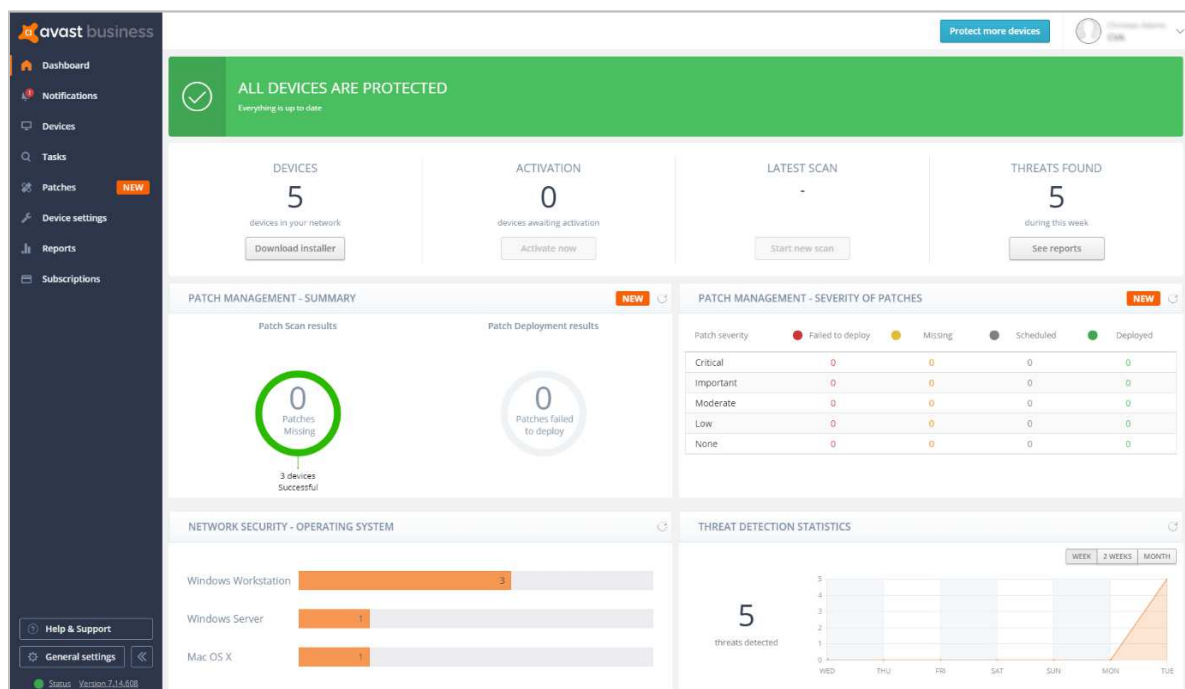 avast business
Protect more devices
Dashboard
Notifications
Devices
Tasks
Patches NEW
Device settings
Reports
Subscriptions
Help & Support
General settings
Status Version 7.14.608
ALL DEVICES ARE PROTECTED
Everything is up to date
DEVICES
5
devices in your network
Download installer
ACTIVATION
0
devices awaiting activation
Activate now
LATEST SCAN
-
Start new scan
THREATS FOUND
5
during this week
See reports
PATCH MANAGEMENT - SUMMARY NEW
Patch Scan results
0
Patches
Missing
3 devices
Successful
Patch Deployment results
0
Patches failed
to deploy
PATCH MANAGEMENT - SEVERITY OF PATCHES NEW
Patch severity Failed to deploy Missing Scheduled Deployed
Critical 0 0 0 0
Important 0 0 0 0
Moderate 0 0 0 0
Low 0 0 0 0
None 0 0 0 0
NETWORK SECURITY - OPERATING SYSTEM
Windows Workstation 3
Windows Server 1
Mac OS X 1
THREAT DETECTION STATISTICS
WEEK 2 WEEKS MONTH
5
threats detected
5
4
3
2
1
0
WED THU FRI SAT SUN MON TUE